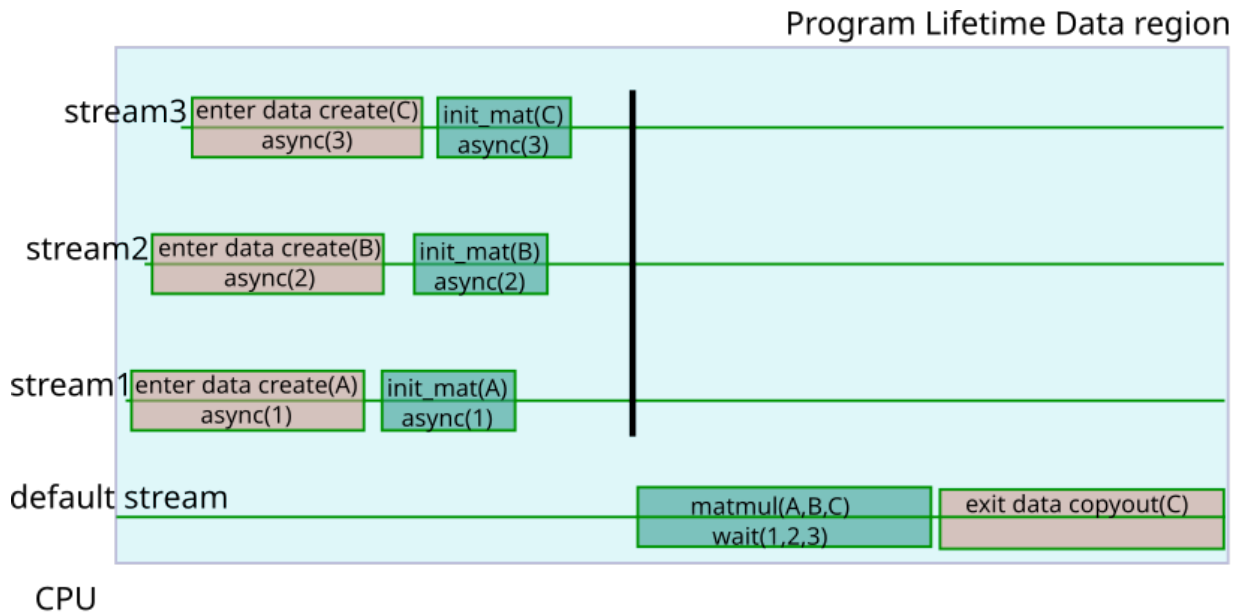 Program Lifetime Data region
stream3
enter data create(C)
async(3)
init_mat(C)
async(3)
stream2
enter data create(B)
async(2)
init_mat(B)
async(2)
stream1
enter data create(A)
async(1)
init_mat(A)
async(1)
default stream
matmul(A,B,C)
wait(1,2,3)
exit data copyout(C)
CPU